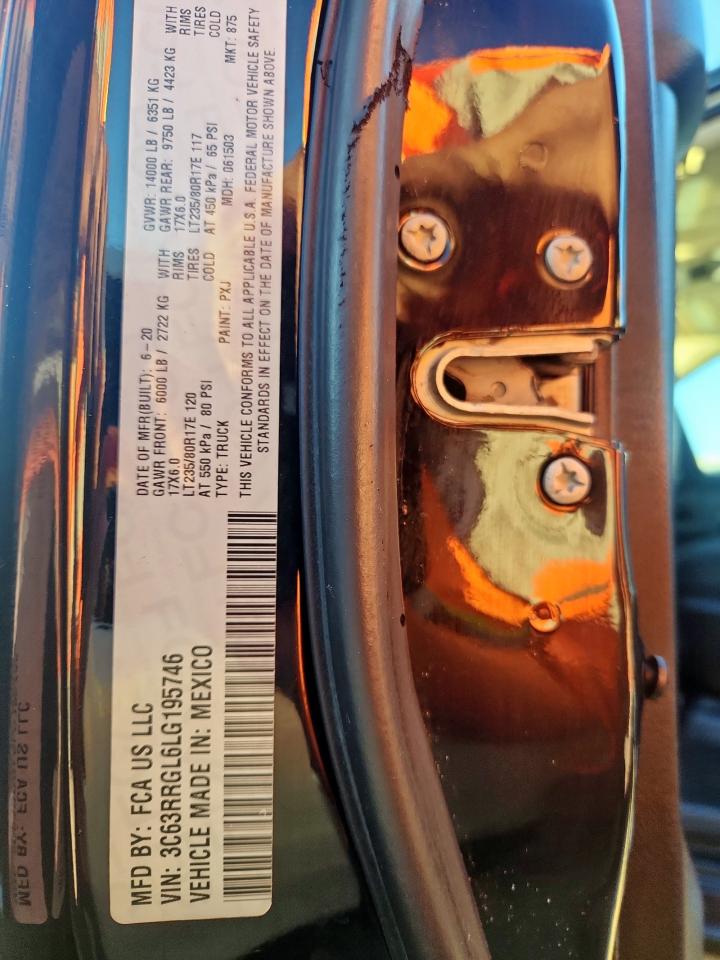 MFD BY: FCA US LLC
VIN: 3C63RRGL6LG195746
VEHICLE MADE IN: MEXICO
DATE OF MFR(BUILT): 6-20
GAWR FRONT: 6000 LB / 2722 KG WITH
17X6.0 RIMS
LT235/80R17E 120 TIRES
AT 550 kPa / 80 PSI COLD
TYPE: TRUCK PAINT: PXJ
GVWR: 14000 LB / 6351 KG
GAWR REAR: 9750 LB / 4423 KG WITH
17X6.0 RIMS
LT235/80R17E 117 TIRES
AT 450 kPa / 65 PSI COLD
MDH: 061503 MKT: 875
THIS VEHICLE CONFORMS TO ALL APPLICABLE U.S.A. FEDERAL MOTOR VEHICLE SAFETY
STANDARDS IN EFFECT ON THE DATE OF MANUFACTURE SHOWN ABOVE.